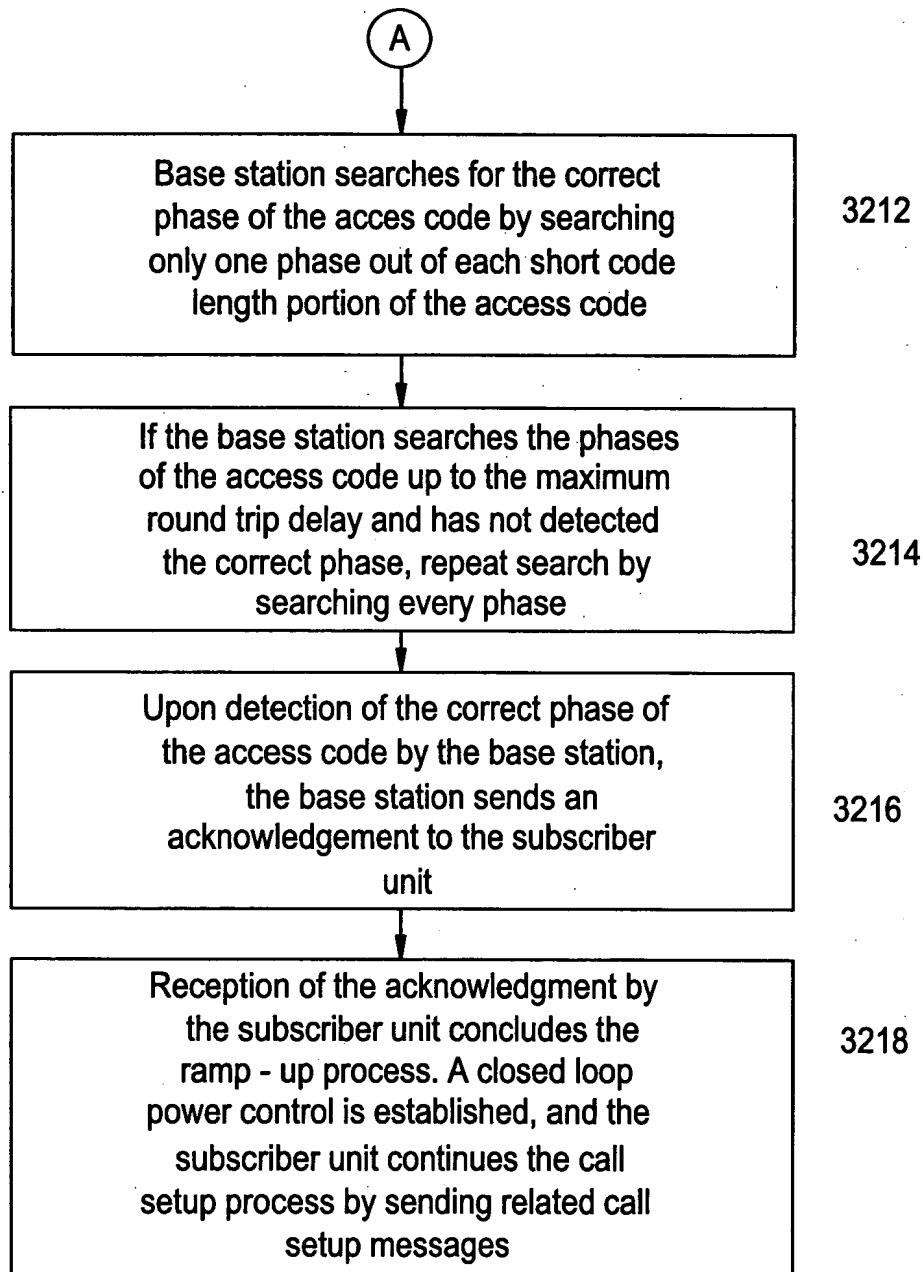 A
Base station searches for the correct
phase of the acces code by searching
only one phase out of each short code
length portion of the access code
3212
If the base station searches the phases
of the access code up to the maximum
round trip delay and has not detected
the correct phase, repeat search by
searching every phase
3214
Upon detection of the correct phase of
the access code by the base station,
the base station sends an
acknowledgement to the subscriber
unit
3216
Reception of the acknowledgment by
the subscriber unit concludes the
ramp - up process. A closed loop
power control is established, and the
subscriber unit continues the call
setup process by sending related call
setup messages
3218